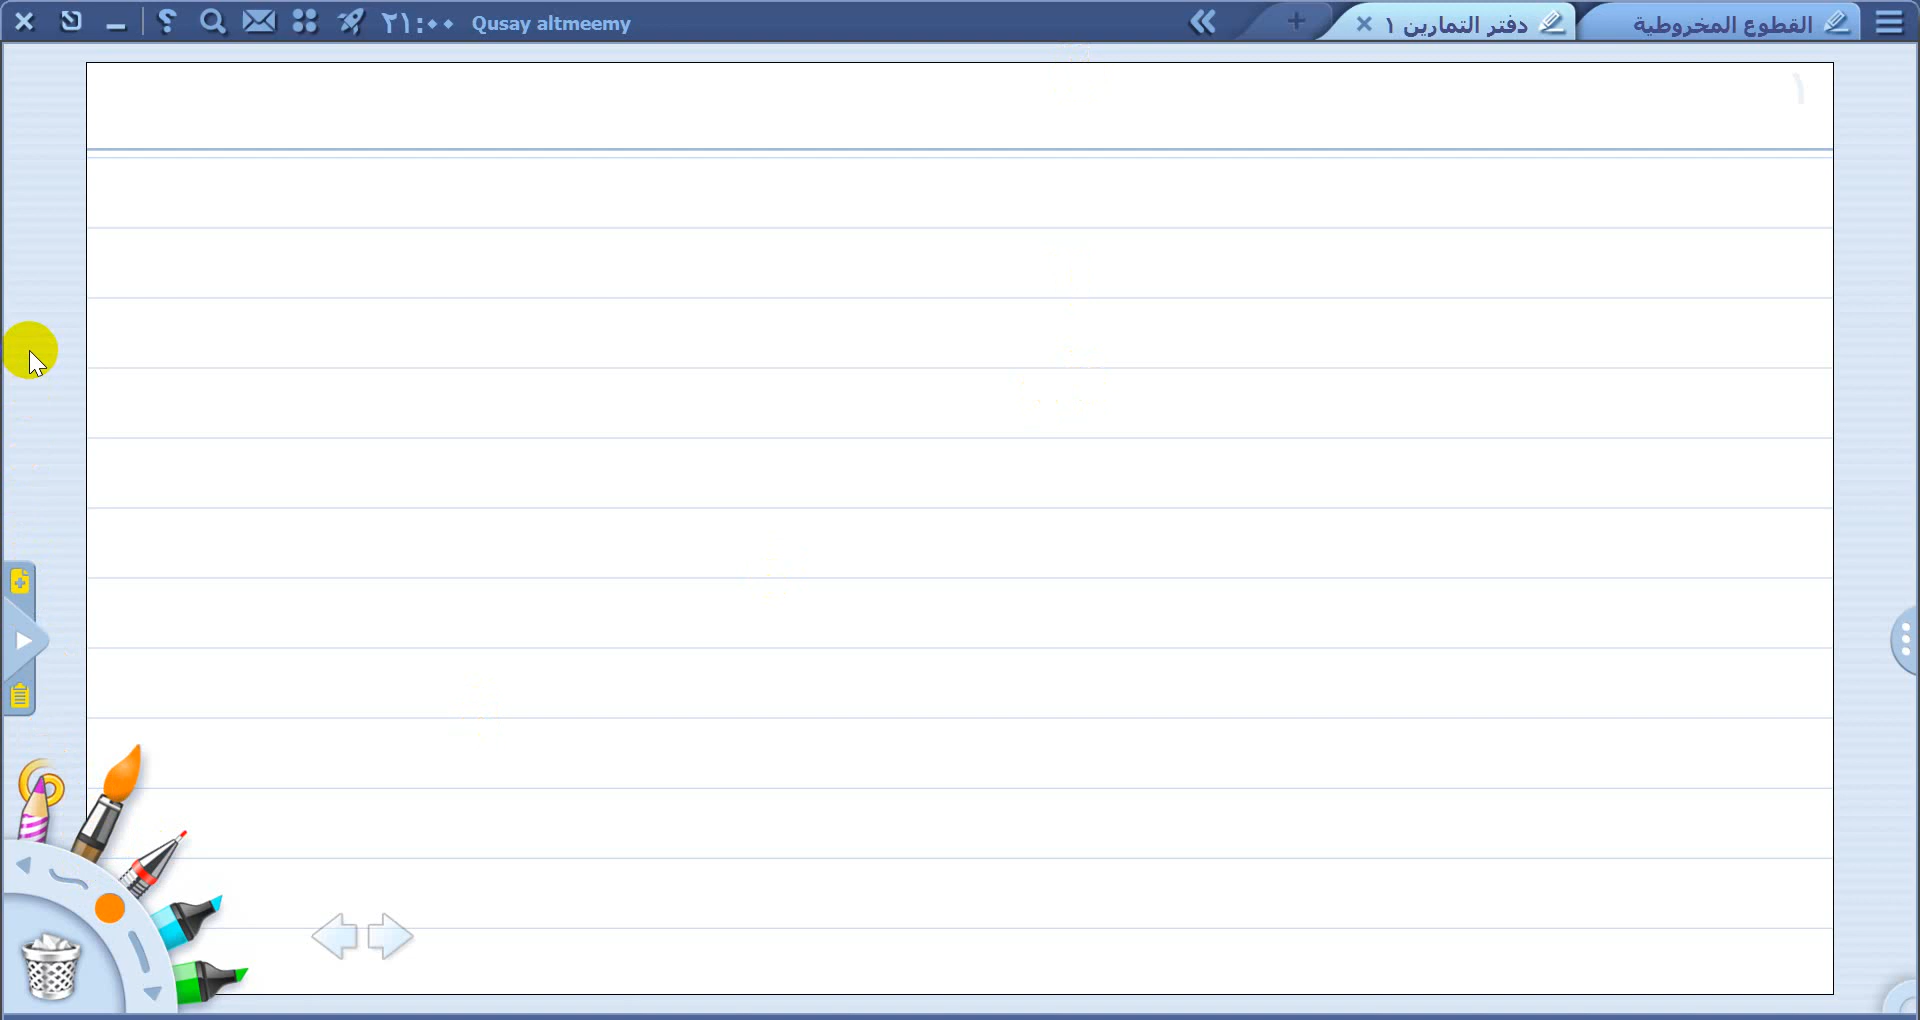 القطوع المخروطية
دفتر التمارين ١
Qusay altmeemy
٢١:٠٠
١